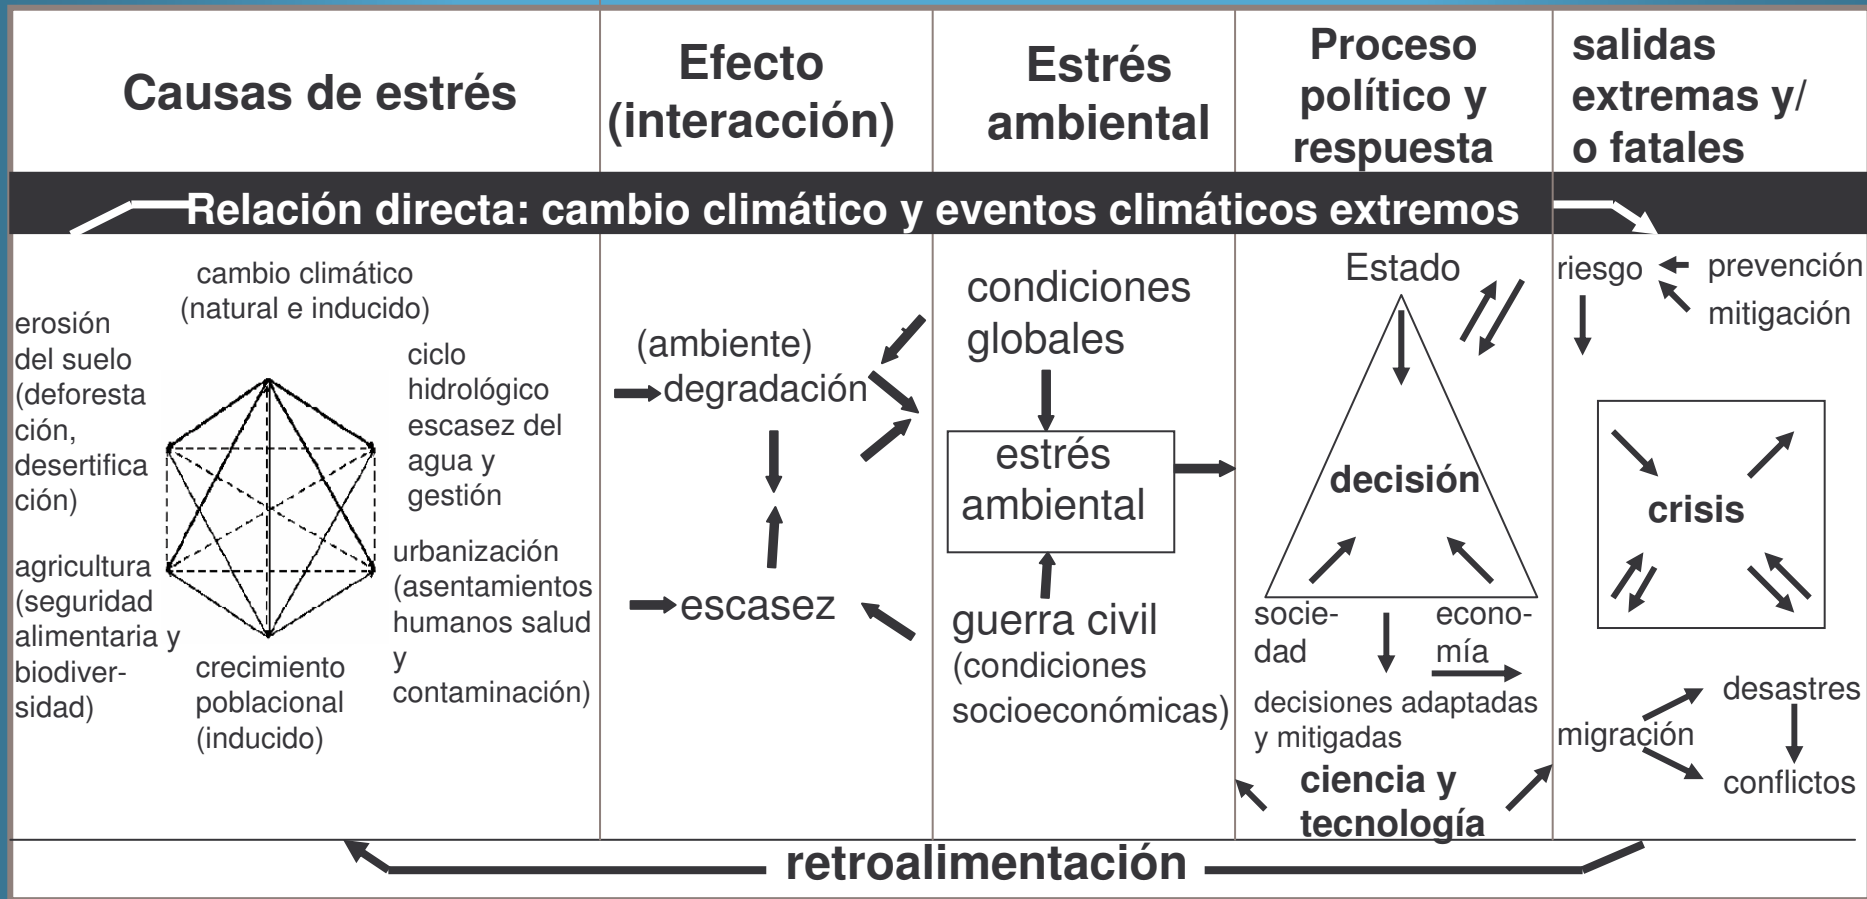 Causas de estrés
Efecto
(interacción)
Estrés
ambiental
Proceso
político y
respuesta
salidas
extremas y/
o fatales
Relación directa: cambio climático y eventos climáticos extremos
cambio climático
(natural e inducido)
erosión
del suelo
(deforesta
ción,
desertifica
ción)
ciclo
hidrológico
escasez del
agua y
gestión
agricultura
(seguridad
alimentaria y
biodiver-
sidad)
urbanización
(asentamientos
humanos salud
y
contaminación)
crecimiento
poblacional
(inducido)
(ambiente)
degradación
escasez
condiciones
globales
estrés
ambiental
guerra civil
(condiciones
socioeconómicas)
Estado
decisión
socie-
dad
econo-
mía
decisiones adaptadas
y mitigadas
ciencia y
tecnología
riesgo
prevención
mitigación
crisis
migración
desastres
conflictos
retroalimentación